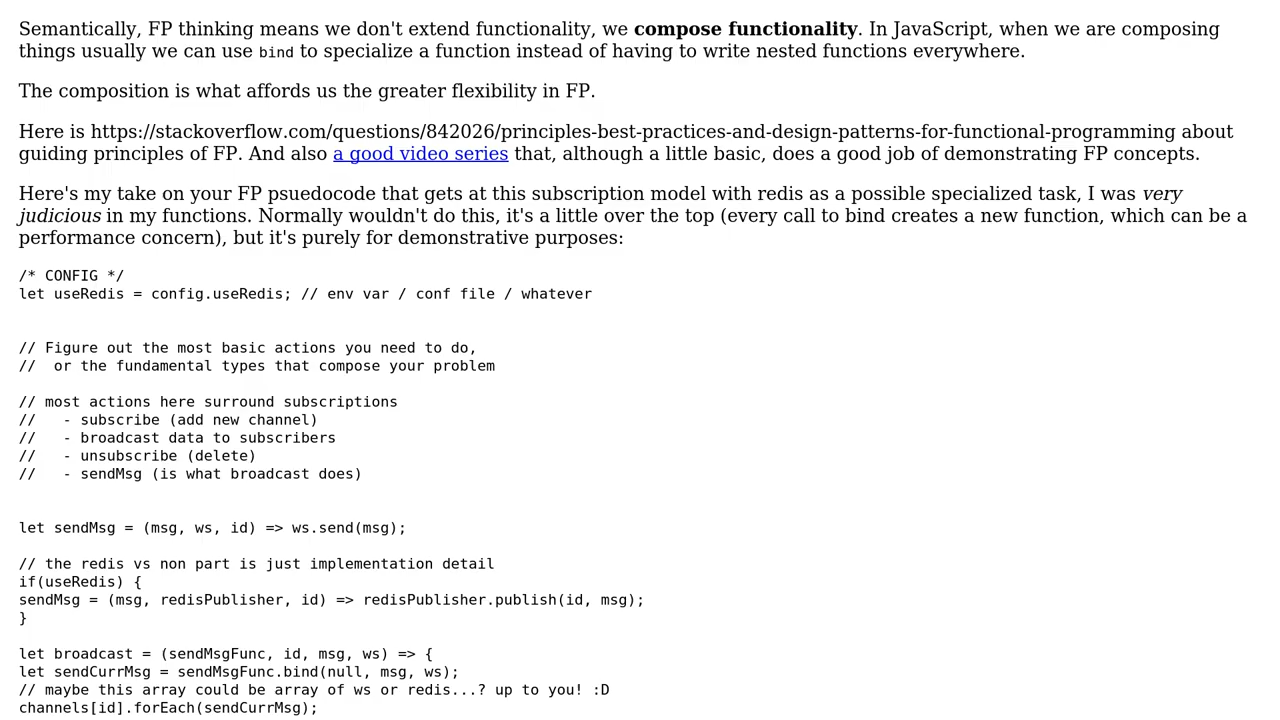 Semantically, FP thinking means we don't extend functionality, we compose functionality. In JavaScript, when we are composing
things usually we can use bind to specialize a function instead of having to write nested functions everywhere.
The composition is what affords us the greater flexibility in FP.
Here is https://stackoverflow.com/questions/842026/principles-best-practices-and-design-patterns-for-functional-programming about
guiding principles of FP. And also a good video series that, although a little basic, does a good job of demonstrating FP concepts.
Here's my take on your FP psuedocode that gets at this subscription model with redis as a possible specialized task, I was very
judicious in my functions. Normally wouldn't do this, it's a little over the top (every call to bind creates a new function, which can be a
performance concern), but it's purely for demonstrative purposes:
/* CONFIG */
let useRedis = config.useRedis; // env var / conf file / whatever
// Figure out the most basic actions you need to do,
//  or the fundamental types that compose your problem
// most actions here surround subscriptions
//   - subscribe (add new channel)
//   - broadcast data to subscribers
//   - unsubscribe (delete)
//   - sendMsg (is what broadcast does)
let sendMsg = (msg, ws, id) => ws.send(msg);
// the redis vs non part is just implementation detail
if(useRedis) {
sendMsg = (msg, redisPublisher, id) => redisPublisher.publish(id, msg);
}
let broadcast = (sendMsgFunc, id, msg, ws) => {
let sendCurrMsg = sendMsgFunc.bind(null, msg, ws);
// maybe this array could be array of ws or redis...? up to you! :D
channels[id].forEach(sendCurrMsg);